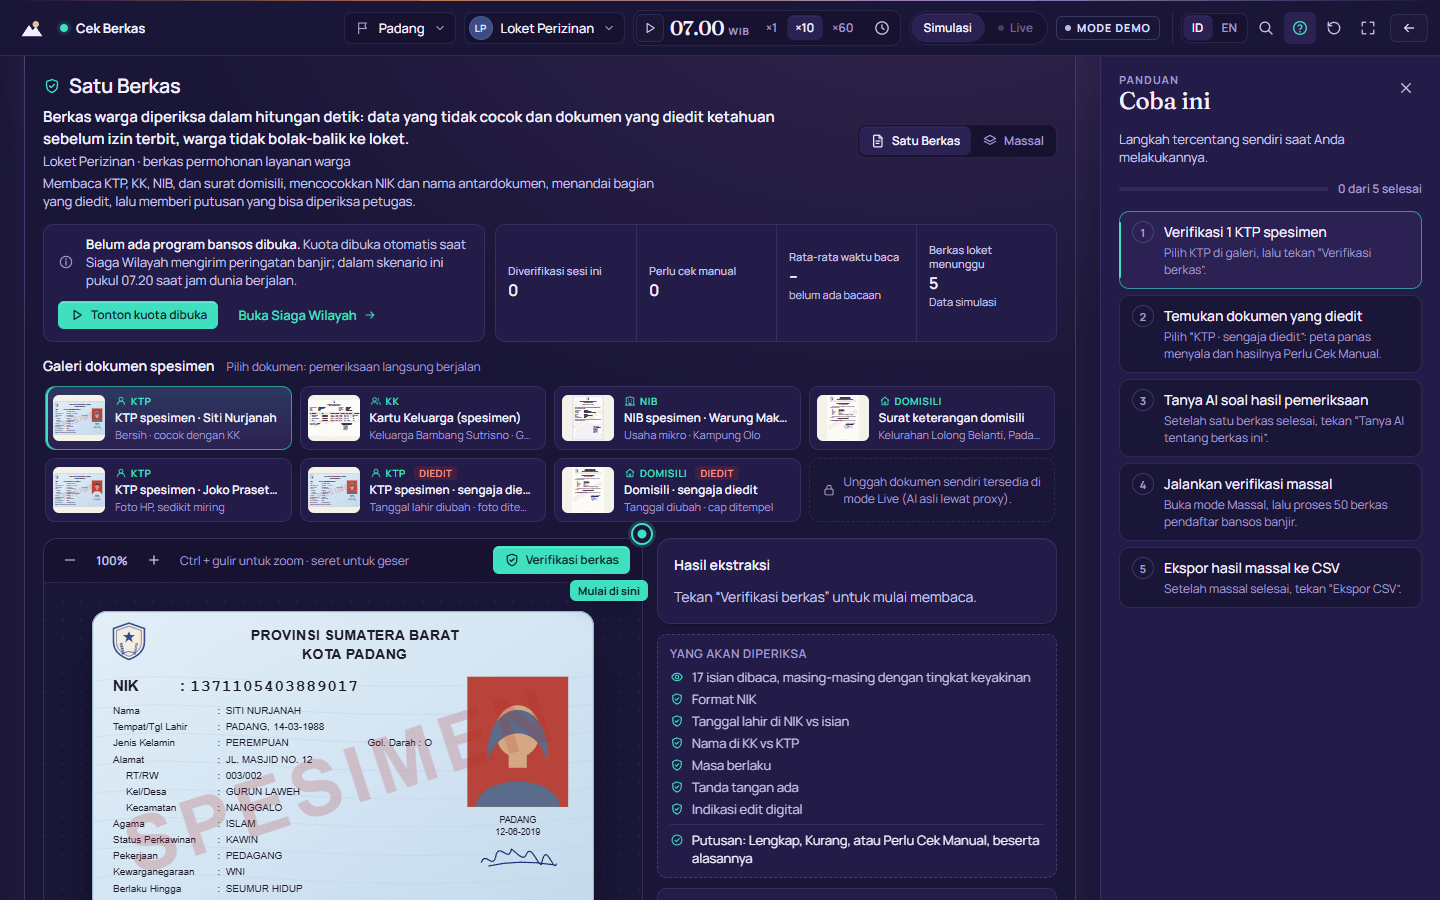 Cek Berkas
Padang
LP Loket Perizinan
07.00 WIB
×1 ×10 ×60
Simulasi
Live
MODE DEMO
ID EN
Satu Berkas
Berkas warga diperiksa dalam hitungan detik: data yang tidak cocok dan dokumen yang diedit ketahuan
sebelum izin terbit, warga tidak bolak-balik ke loket.
Loket Perizinan · berkas permohonan layanan warga
Membaca KTP, KK, NIB, dan surat domisili, mencocokkan NIK dan nama antardokumen, menandai bagian
yang diedit, lalu memberi putusan yang bisa diperiksa petugas.
Satu Berkas
Massal
Belum ada program bansos dibuka. Kuota dibuka otomatis saat
Siaga Wilayah mengirim peringatan banjir; dalam skenario ini
pukul 07.20 saat jam dunia berjalan.
Tonton kuota dibuka
Buka Siaga Wilayah →
Diverifikasi sesi ini
0
Perlu cek manual
0
Rata-rata waktu baca
–
belum ada bacaan
Berkas loket
menunggu
5
Data simulasi
Galeri dokumen spesimen
Pilih dokumen: pemeriksaan langsung berjalan
KTP
KTP spesimen · Siti Nurjanah
Bersih · cocok dengan KK
KK
Kartu Keluarga (spesimen)
Keluarga Bambang Sutrisno · G...
NIB
NIB spesimen · Warung Mak...
Usaha mikro · Kampung Olo
DOMISILI
Surat keterangan domisili
Kelurahan Lolong Belanti, Pada...
KTP
KTP spesimen · Joko Praset...
Foto HP, sedikit miring
KTP DIEDIT
KTP spesimen · sengaja die...
Tanggal lahir diubah · foto dite...
DOMISILI DIEDIT
Domisili · sengaja diedit
Tanggal diubah · cap ditempel
Unggah dokumen sendiri tersedia di
mode Live (AI asli lewat proxy).
− 100% +
Ctrl + gulir untuk zoom · seret untuk geser
Verifikasi berkas
Mulai di sini
PROVINSI SUMATERA BARAT
KOTA PADANG
NIK : 1371105403889017
Nama : SITI NURJANAH
Tempat/Tgl Lahir : PADANG, 14-03-1988
Jenis Kelamin : PEREMPUAN Gol. Darah : O
Alamat : JL. MASJID NO. 12
RT/RW : 003/002
Kel/Desa : GURUN LAWEH
Kecamatan : NANGGALO
Agama : ISLAM
Status Perkawinan : KAWIN
Pekerjaan : PEDAGANG
Kewarganegaraan : WNI
Berlaku Hingga : SEUMUR HIDUP
SPESIMEN
PADANG
12-06-2019
Hasil ekstraksi
Tekan “Verifikasi berkas” untuk mulai membaca.
YANG AKAN DIPERIKSA
17 isian dibaca, masing-masing dengan tingkat keyakinan
Format NIK
Tanggal lahir di NIK vs isian
Nama di KK vs KTP
Masa berlaku
Tanda tangan ada
Indikasi edit digital
Putusan: Lengkap, Kurang, atau Perlu Cek Manual, beserta
alasannya
PANDUAN
Coba ini
Langkah tercentang sendiri saat Anda
melakukannya.
0 dari 5 selesai
1 Verifikasi 1 KTP spesimen
Pilih KTP di galeri, lalu tekan “Verifikasi
berkas”.
2 Temukan dokumen yang diedit
Pilih “KTP · sengaja diedit”: peta panas
menyala dan hasilnya Perlu Cek Manual.
3 Tanya AI soal hasil pemeriksaan
Setelah satu berkas selesai, tekan “Tanya AI
tentang berkas ini”.
4 Jalankan verifikasi massal
Buka mode Massal, lalu proses 50 berkas
pendaftar bansos banjir.
5 Ekspor hasil massal ke CSV
Setelah massal selesai, tekan “Ekspor CSV”.